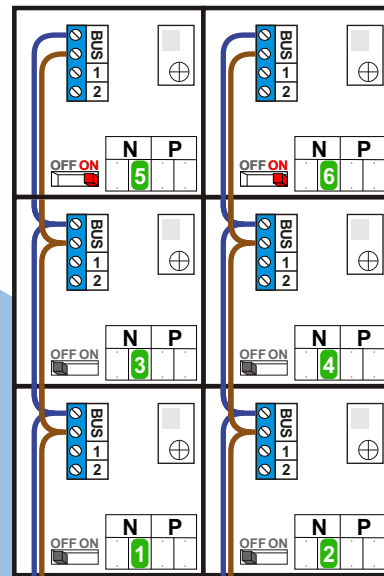 BUS BUS
1 1
2 2
N P N P
OFF ON OFF ON
5 6
BUS BUS
1 1
2 2
N P N P
OFF ON OFF ON
3 4
BUS BUS
1 1
2 2
N P N P
OFF ON OFF ON
1 2